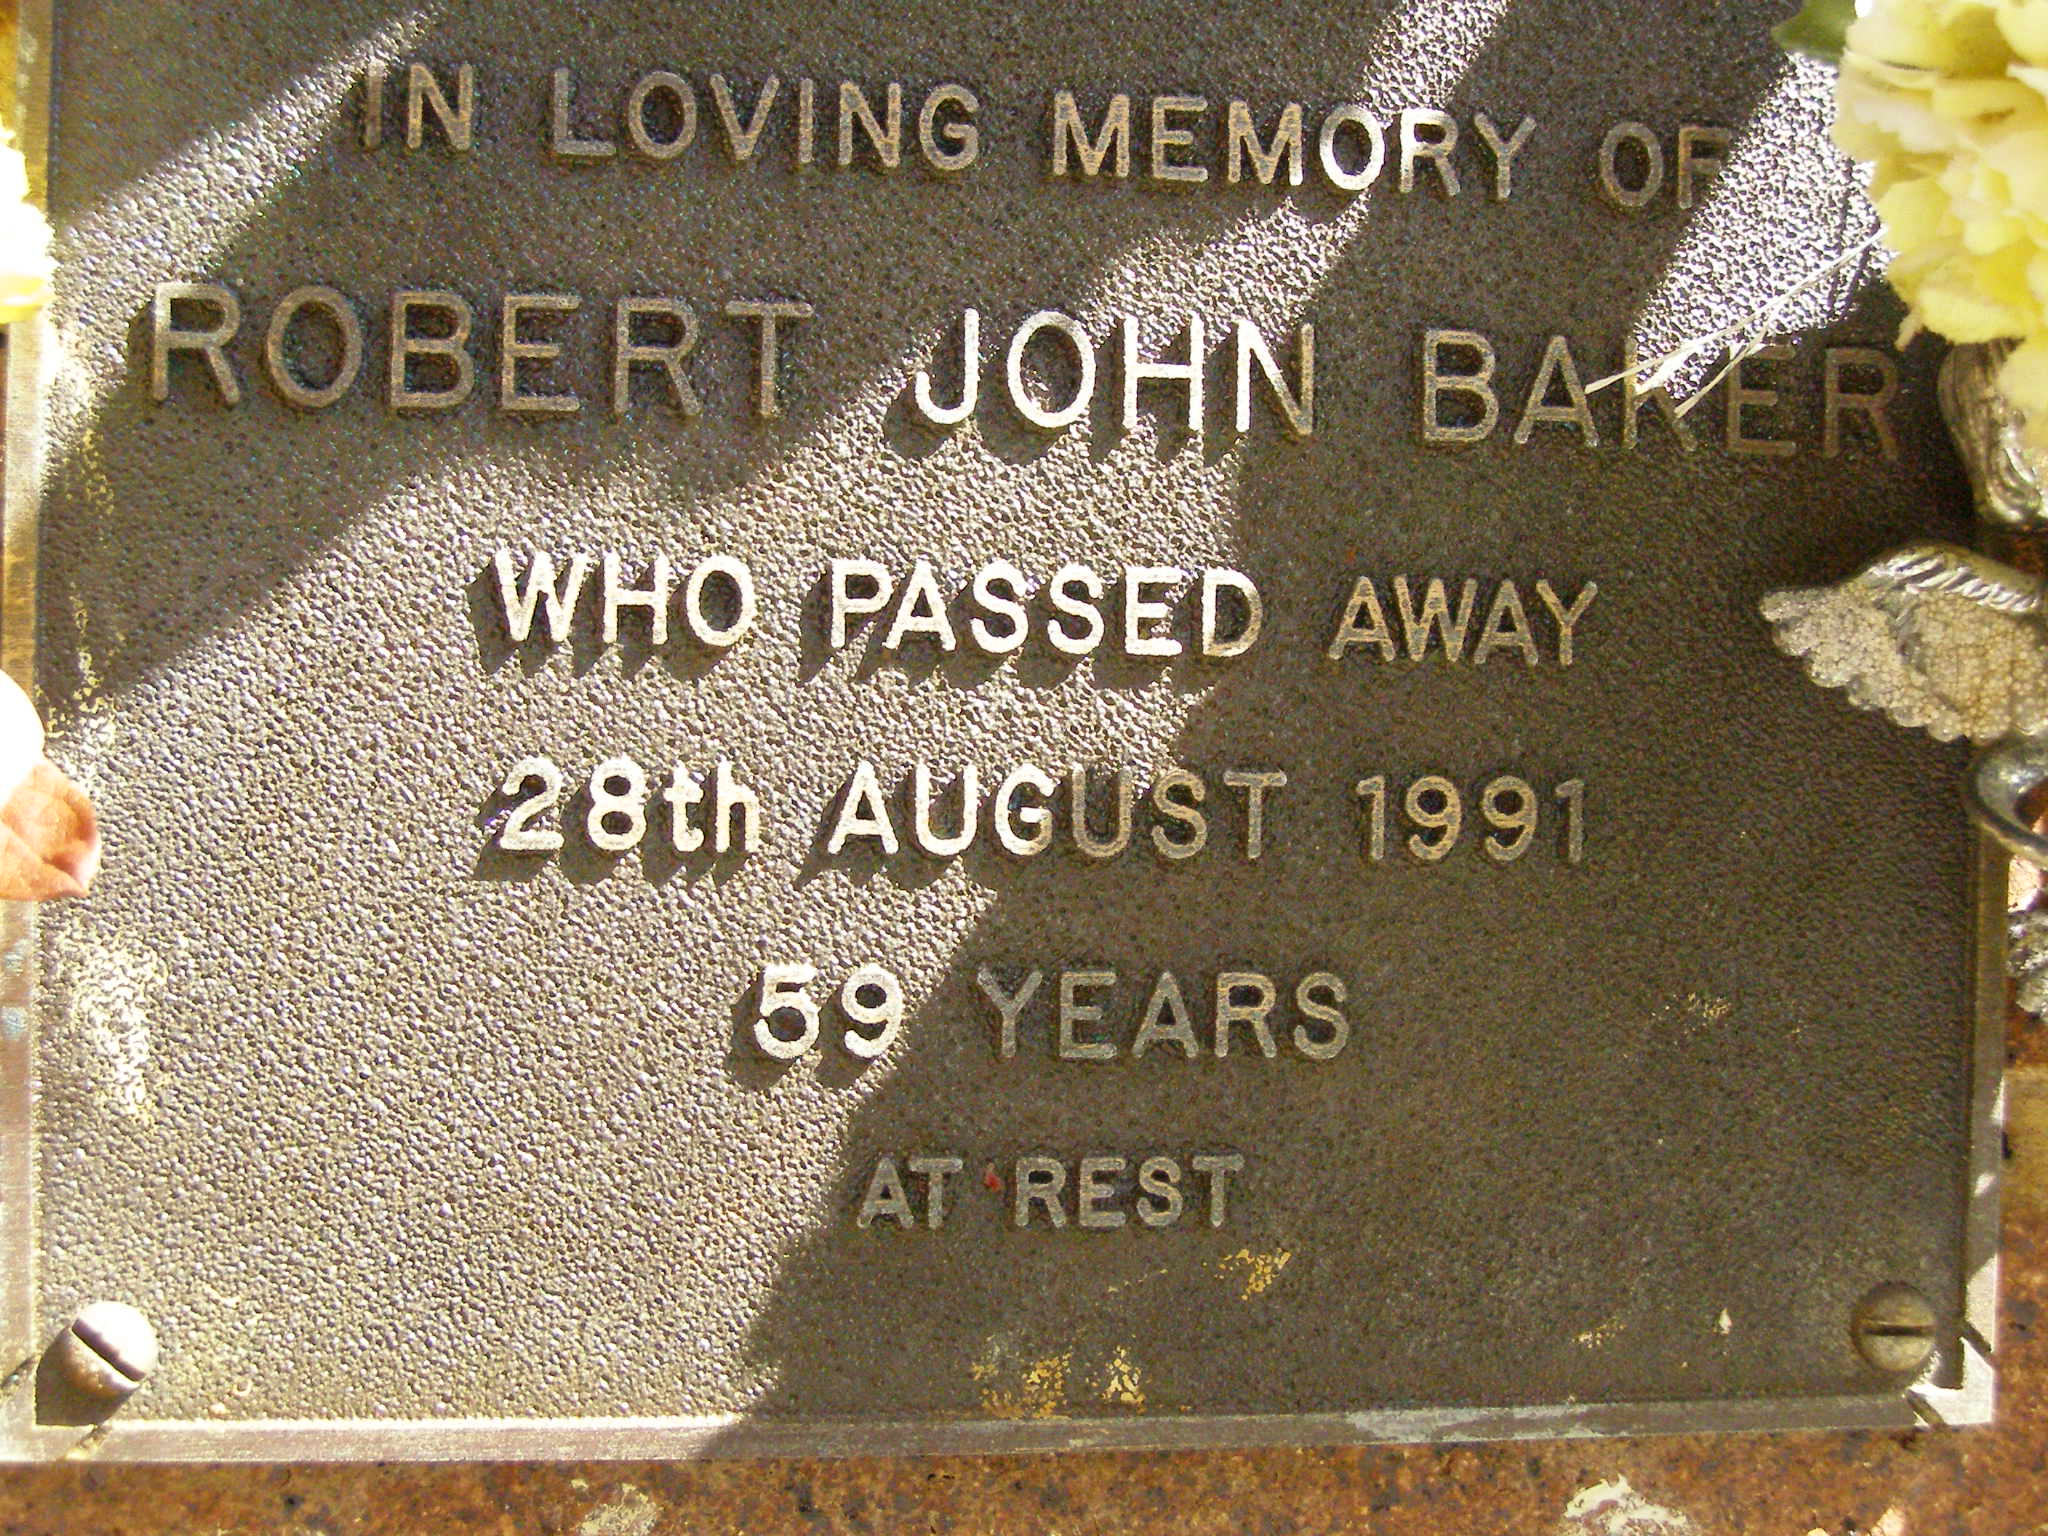 IN LOVING MEMORY OF
ROBERT JOHN BAKER
WHO PASSED AWAY
28th AUGUST 1991
59 YEARS
AT REST